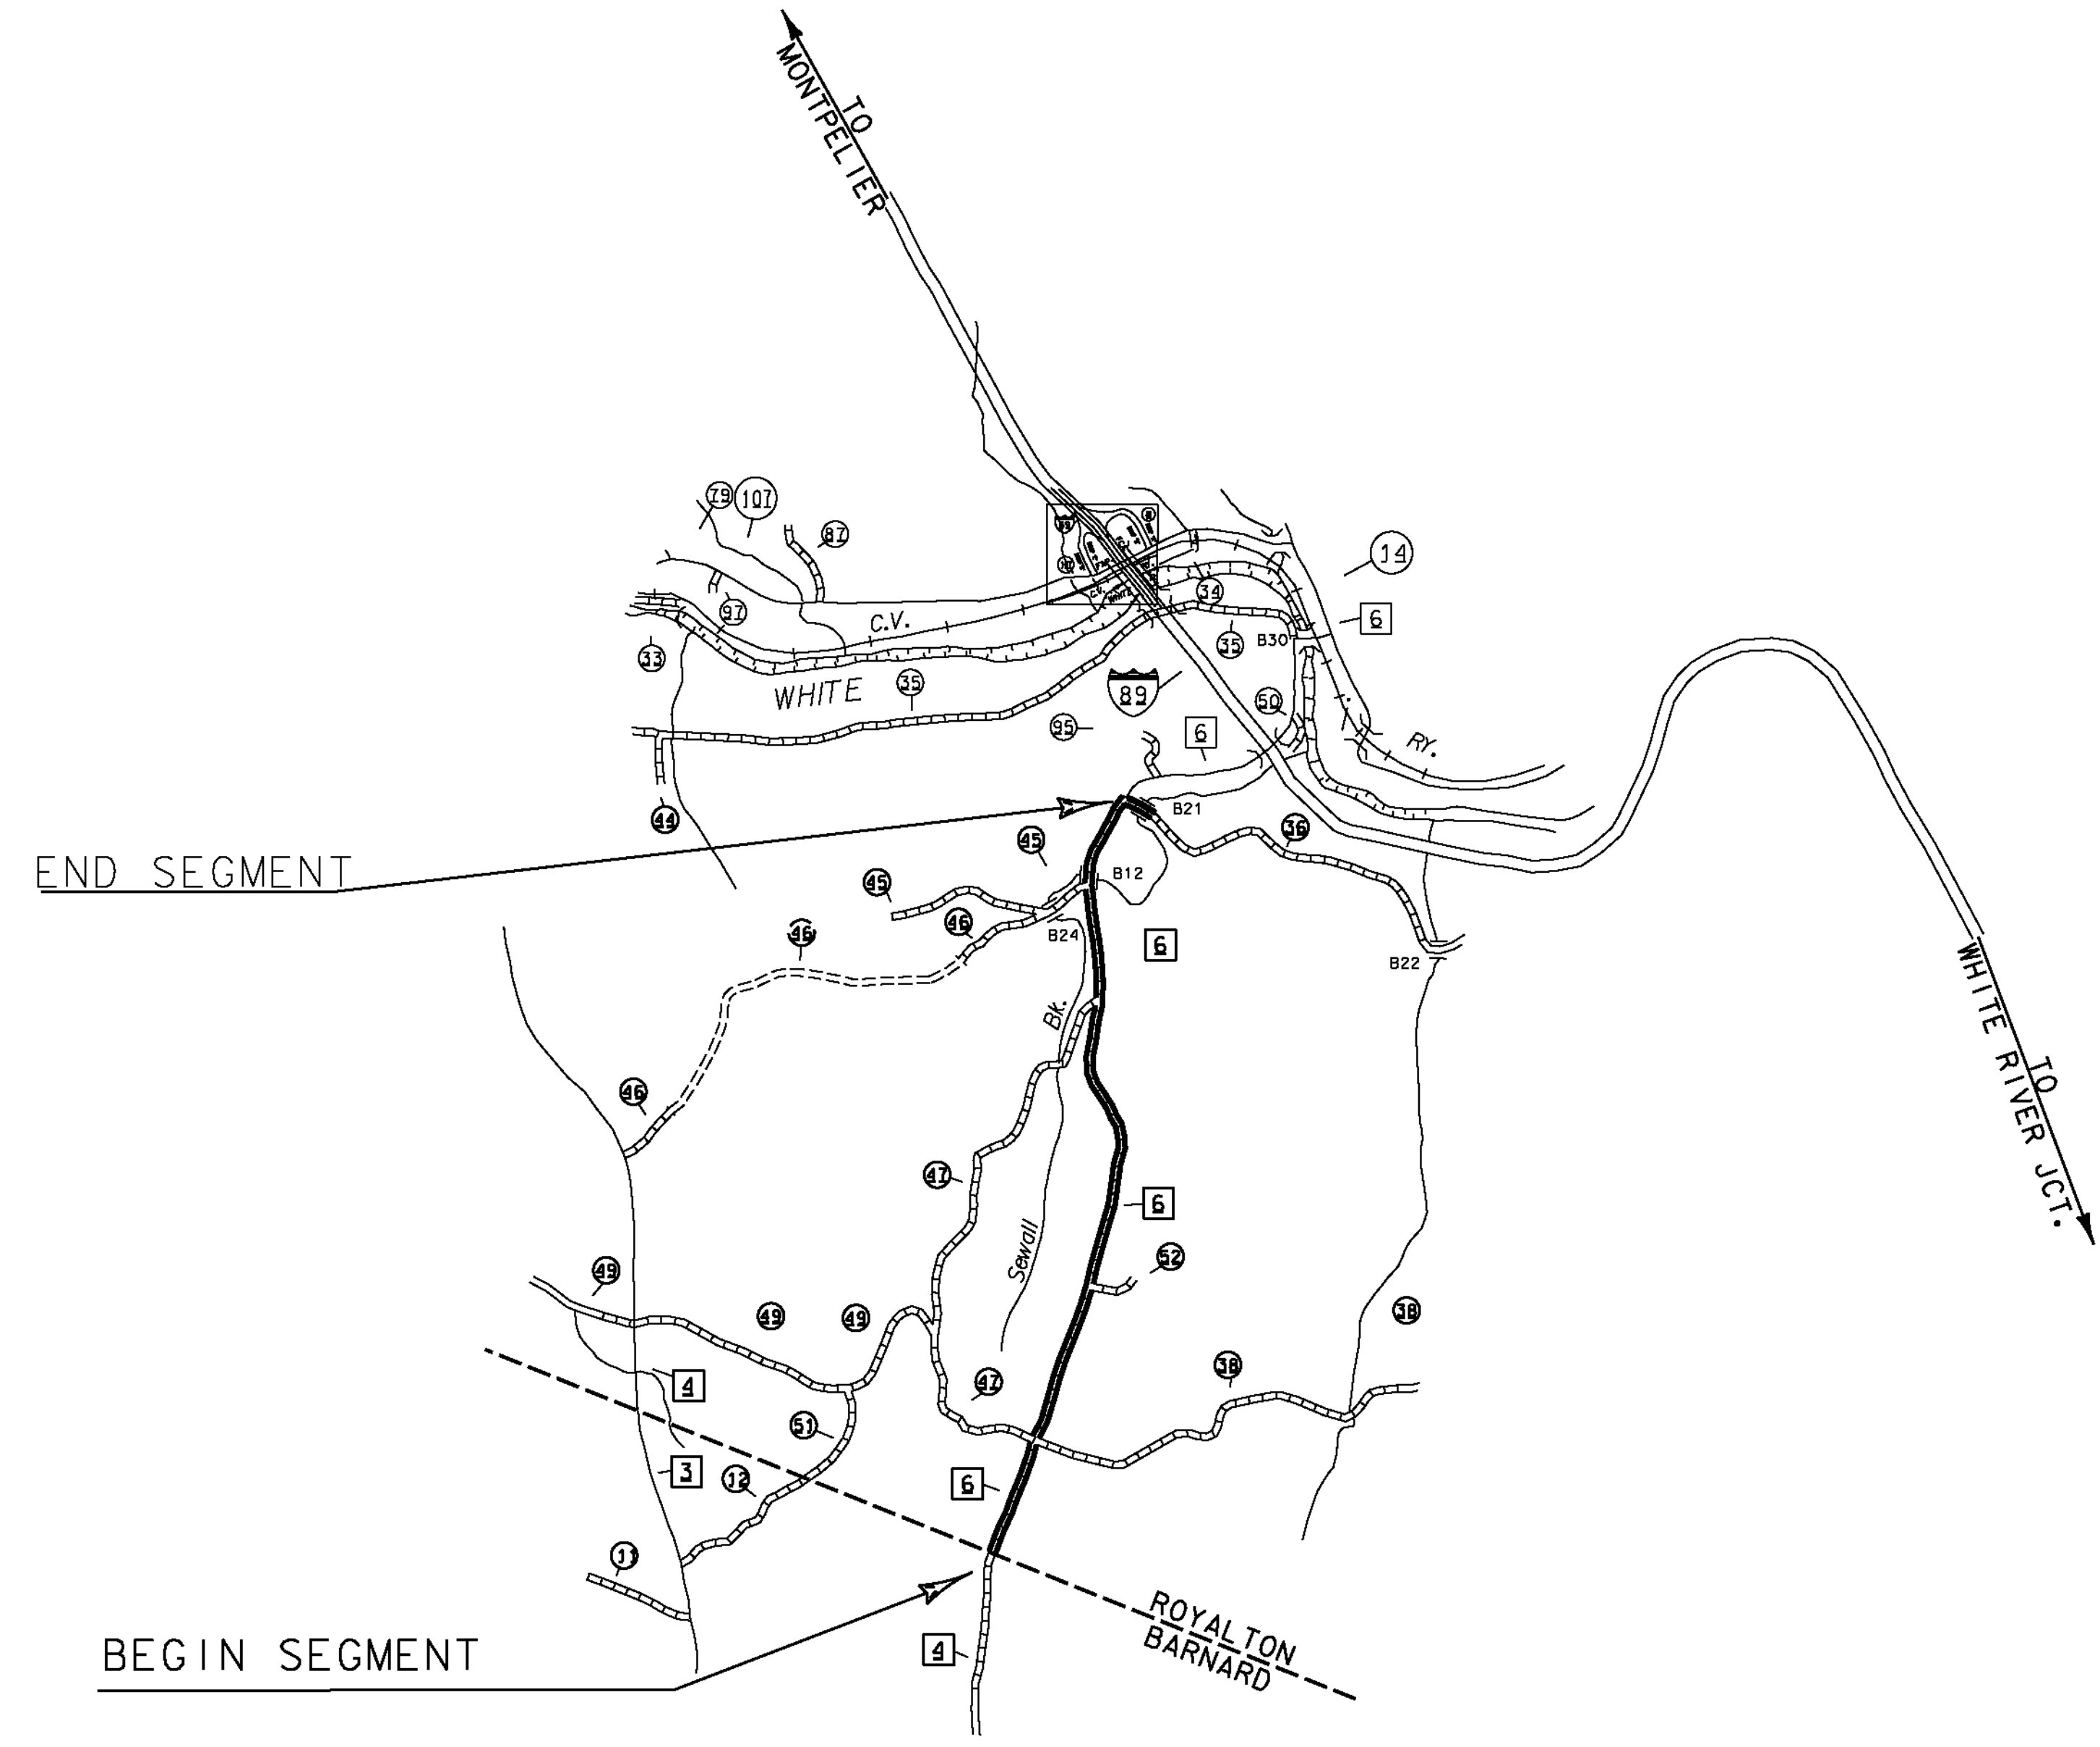 TO
MONTPELIER
79
107
87
14
97
34
6
C.V.
35
B30
33
WHITE
35
89
50
95
6
RY.
B21
44
36
45
END SEGMENT
B12
45
46
46
B24
6
B22
BK.
46
WHITE RIVER JCT.
TO
47
6
Sewall
52
49
49
49
38
4
47
38
51
3
12
6
11
ROYALTON
BARNARD
BEGIN SEGMENT
4